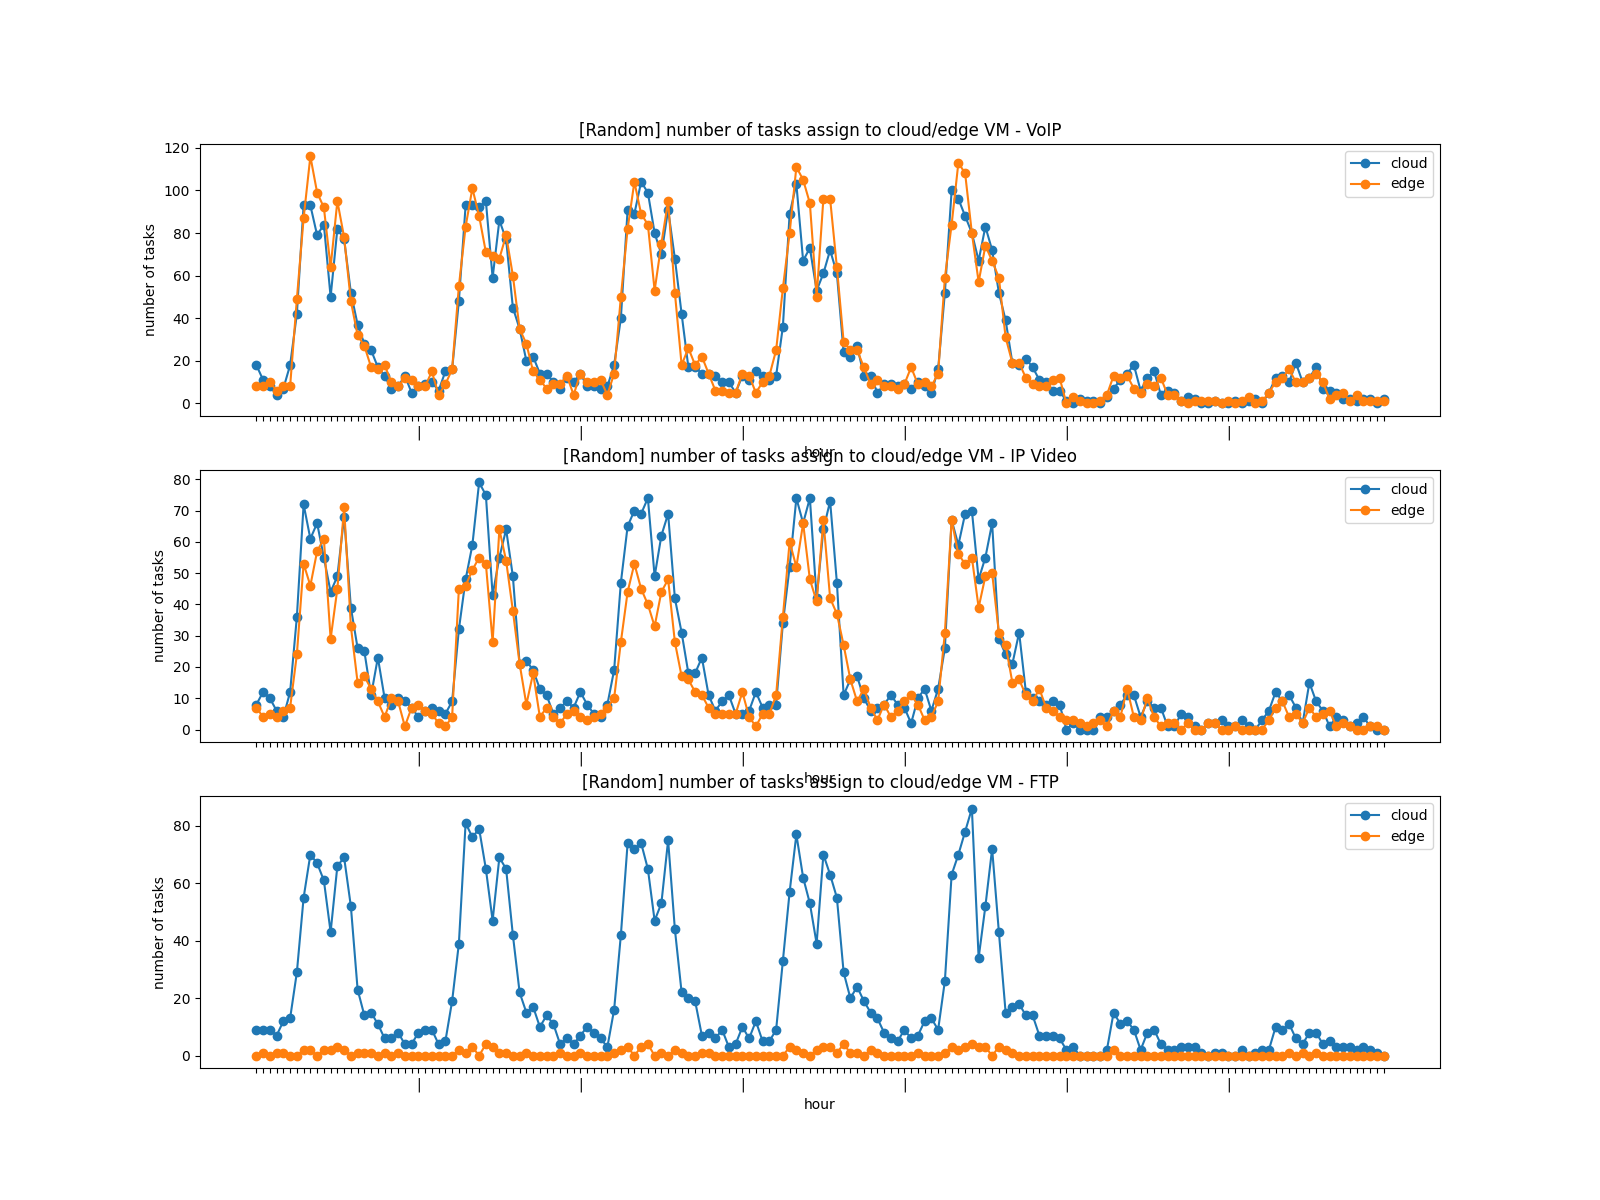 [Random] number of tasks assign to cloud/edge VM - VoIP
120
100
80
60
40
20
0
number of tasks
cloud
edge
|
|
|
|
|
|
hour
[Random] number of tasks assign to cloud/edge VM - IP Video
80
70
60
50
40
30
20
10
0
number of tasks
cloud
edge
|
|
|
|
|
|
hour
[Random] number of tasks assign to cloud/edge VM - FTP
80
60
40
20
0
number of tasks
cloud
edge
|
|
|
|
|
|
hour